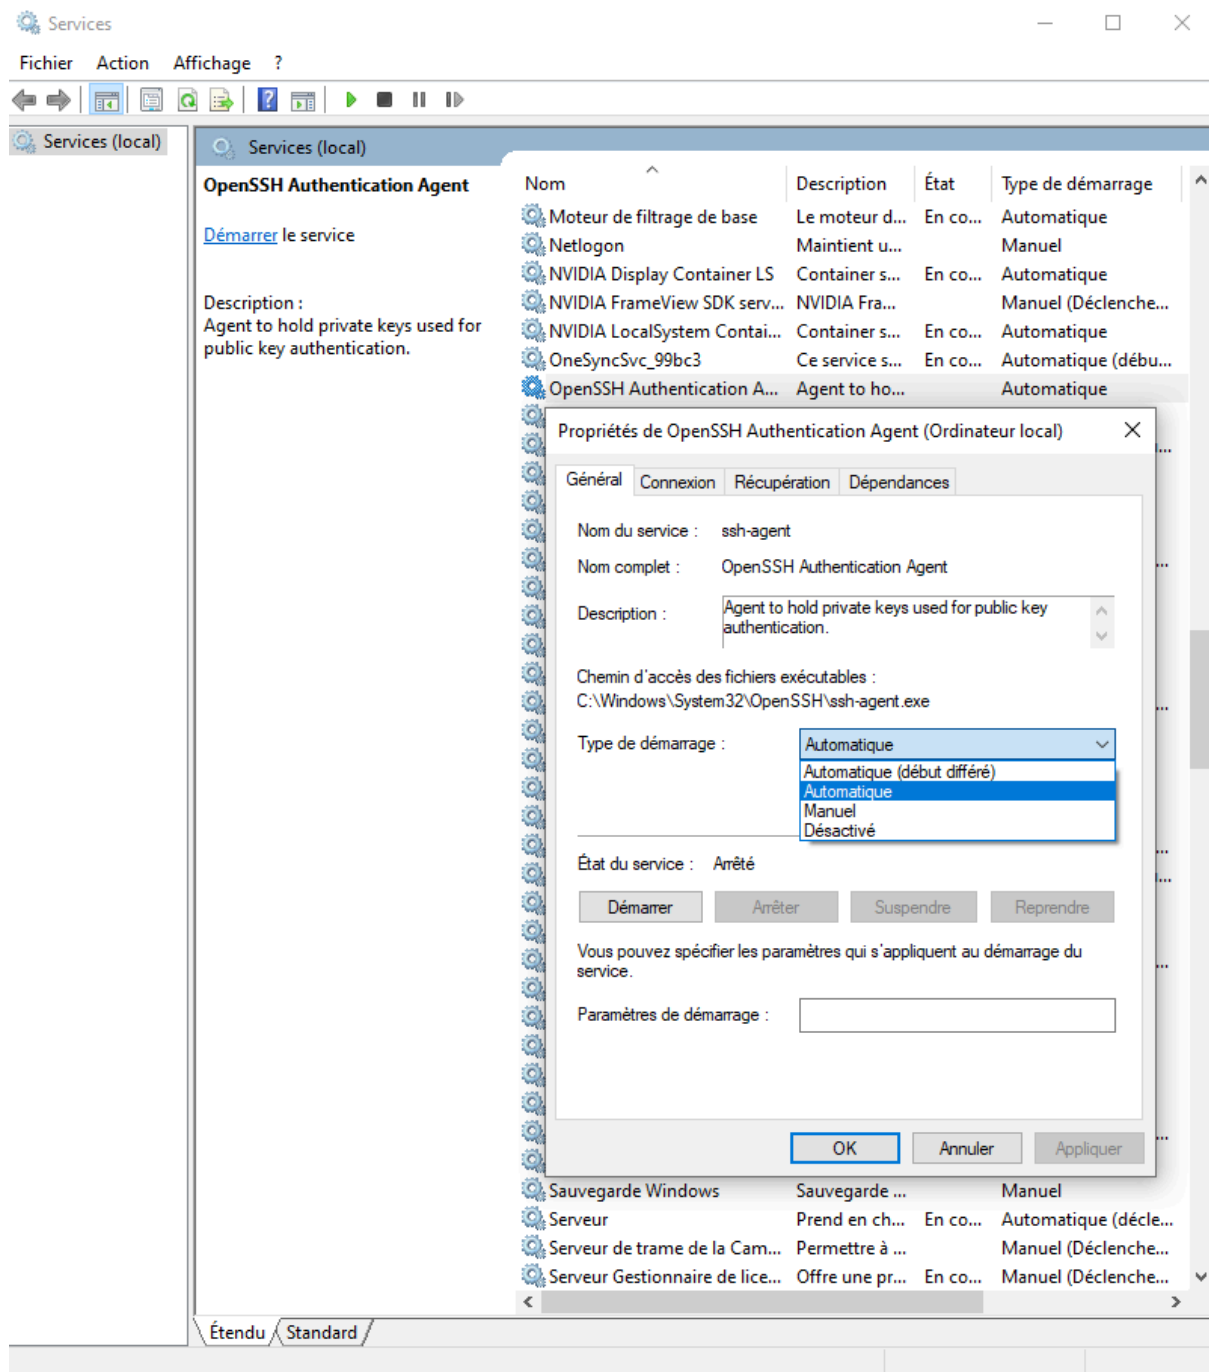 Services
Fichier Action Affichage ?
Services (local)
Services (local)
OpenSSH Authentication Agent
Démarrer le service
Description :
Agent to hold private keys used for
public key authentication.
Nom Description État Type de démarrage
Moteur de filtrage de base Le moteur d... En co... Automatique
Netlogon Maintient u... Manuel
NVIDIA Display Container LS Container s... En co... Automatique
NVIDIA FrameView SDK serv... NVIDIA Fra... Manuel (Déclenche...
NVIDIA LocalSystem Contai... Container s... En co... Automatique
OneSyncSvc_99bc3 Ce service s... En co... Automatique (débu...
OpenSSH Authentication A... Agent to ho... Automatique
Propriétés de OpenSSH Authentication Agent (Ordinateur local)
Général Connexion Récupération Dépendances
Nom du service : ssh-agent
Nom complet : OpenSSH Authentication Agent
Description : Agent to hold private keys used for public key
authentication.
Chemin d'accès des fichiers exécutables :
C:\Windows\System32\OpenSSH\ssh-agent.exe
Type de démarrage : Automatique
Automatique (début différé)
Automatique
Manuel
Désactivé
État du service : Arrêté
Démarrer Arrêter Suspendre Reprendre
Vous pouvez spécifier les paramètres qui s'appliquent au démarrage du
service.
Paramètres de démarrage :
OK Annuler Appliquer
Sauvegarde Windows Sauvegarde ... Manuel
Serveur Prend en ch... En co... Automatique (décle...
Serveur de trame de la Cam... Permettre à ... Manuel (Déclenche...
Serveur Gestionnaire de lice... Offre une pr... En co... Manuel (Déclenche...
Étendu Standard